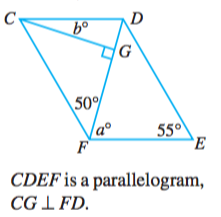 C
D
b°
G
50°
a°
55°
F
E
CDEF is a parallelogram,
CG ⊥ FD.